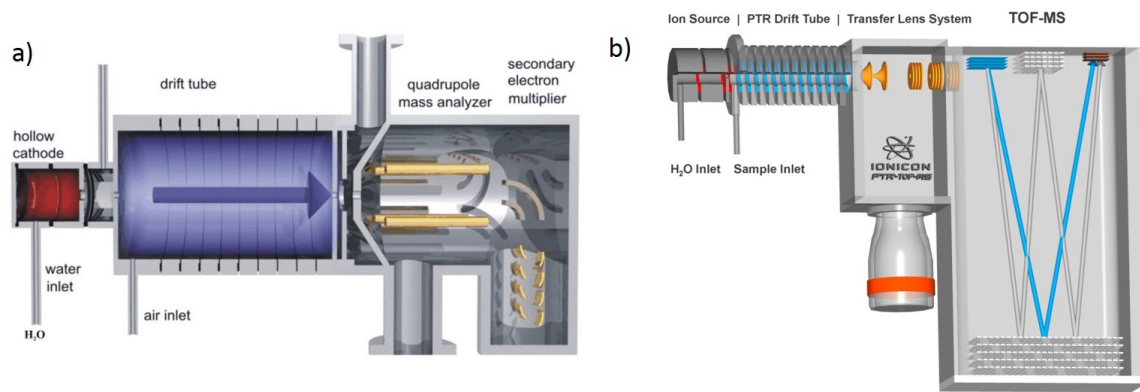 a)
drift tube
hollow
cathode
quadrupole
mass analyzer
secondary
electron
multiplier
water
inlet
H₂O
air inlet
b)
Ion Source | PTR Drift Tube | Transfer Lens System
TOF-MS
H₂O Inlet
Sample Inlet
IONICON
PTR-TOF-MS